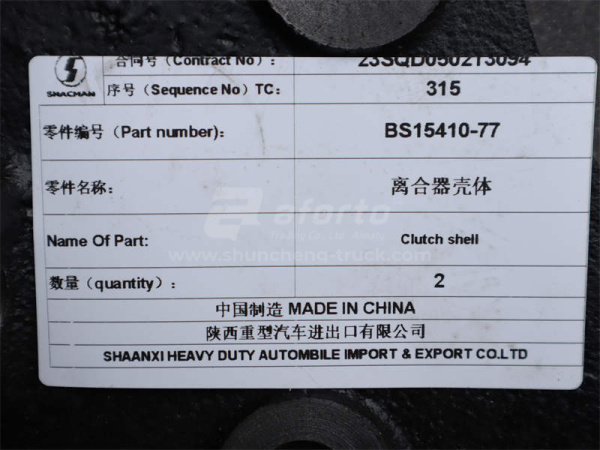 合同号（Contract No）： 23SQD050213094
SHACMAN 序号（Sequence No）TC： 315
零件编号（Part number）： BS15410-77
零件名称： 离合器壳体
aforto
Name Of Part: Clutch shell
www.shuncheng-truck.com
数量（quantity）： 2
中国制造 MADE IN CHINA
陕西重型汽车进出口有限公司
SHAANXI HEAVY DUTY AUTOMBILE IMPORT & EXPORT CO.LTD